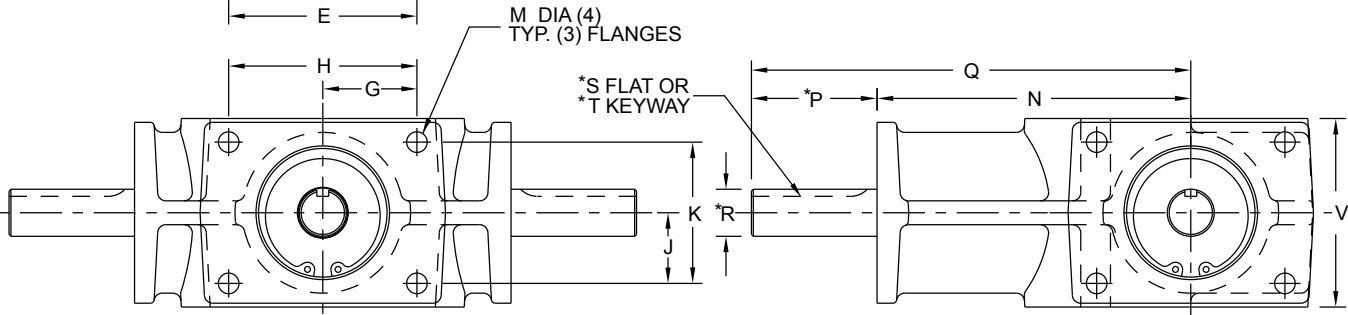 E
M DIA (4)
TYP. (3) FLANGES
H
G
K
J
Q
*S FLAT OR
*T KEYWAY
*P
N
*R
V